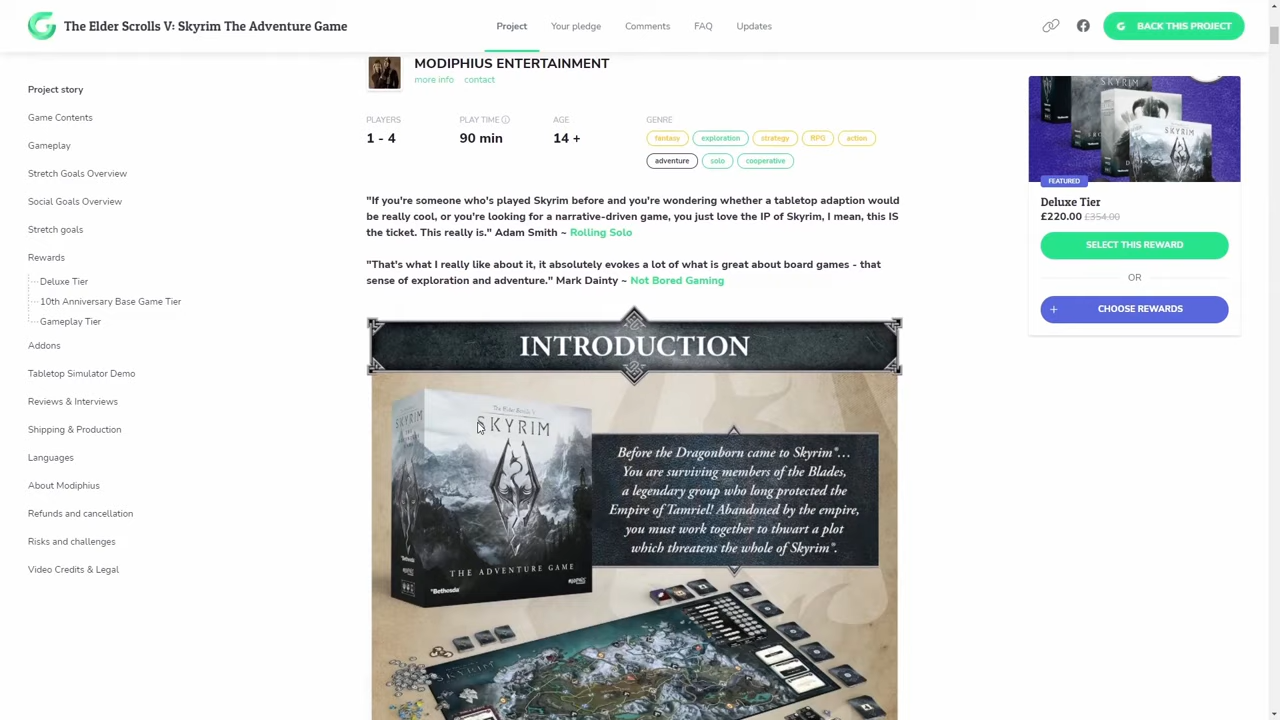 The Elder Scrolls V: Skyrim The Adventure Game
Project
Your pledge
Comments
FAQ
Updates
BACK THIS PROJECT
Project story
Game Contents
Gameplay
Stretch Goals Overview
Social Goals Overview
Stretch goals
Rewards
Deluxe Tier
10th Anniversary Base Game Tier
Gameplay Tier
Addons
Tabletop Simulator Demo
Reviews & Interviews
Shipping & Production
Languages
About Modiphius
Refunds and cancellation
Risks and challenges
Video Credits & Legal
MODIPHIUS ENTERTAINMENT
more info contact
PLAYERS
1 - 4
PLAY TIME
90 min
AGE
14 +
GENRE
fantasy exploration strategy RPG action
adventure solo cooperative
"If you're someone who's played Skyrim before and you're wondering whether a tabletop adaption would
be really cool, or you're looking for a narrative-driven game, you just love the IP of Skyrim, I mean, this IS
the ticket. This really is." Adam Smith ~ Rolling Solo
"That's what I really like about it, it absolutely evokes a lot of what is great about board games - that
sense of exploration and adventure." Mark Dainty ~ Not Bored Gaming
INTRODUCTION
The Elder Scrolls V
SKYRIM
THE ADVENTURE GAME
Bethesda
SKYRIM
Before the Dragonborn came to Skyrim®…
You are surviving members of the Blades,
a legendary group who long protected the
Empire of Tamriel! Abandoned by the empire,
you must work together to thwart a plot
which threatens the whole of Skyrim®.
SKYRIM
SKYRIM
FEATURED
Deluxe Tier
£220.00 £354.00
SELECT THIS REWARD
OR
+ CHOOSE REWARDS